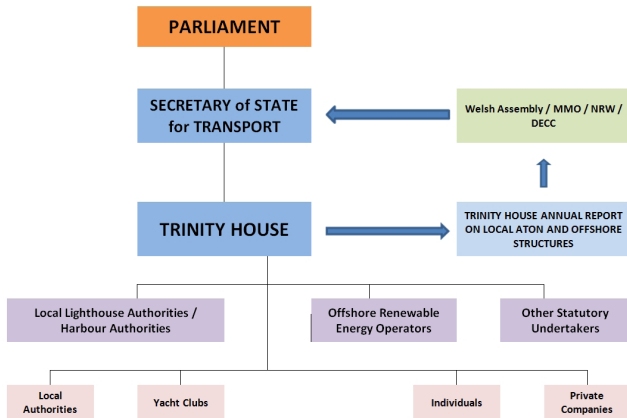 PARLIAMENT
SECRETARY of STATE
for TRANSPORT
Welsh Assembly / MMO / NRW /
DECC
TRINITY HOUSE
TRINITY HOUSE ANNUAL REPORT
ON LOCAL ATON AND OFFSHORE
STRUCTURES
Local Lighthouse Authorities /
Harbour Authorities
Offshore Renewable
Energy Operators
Other Statutory
Undertakers
Local
Authorities
Yacht Clubs
Individuals
Private
Companies